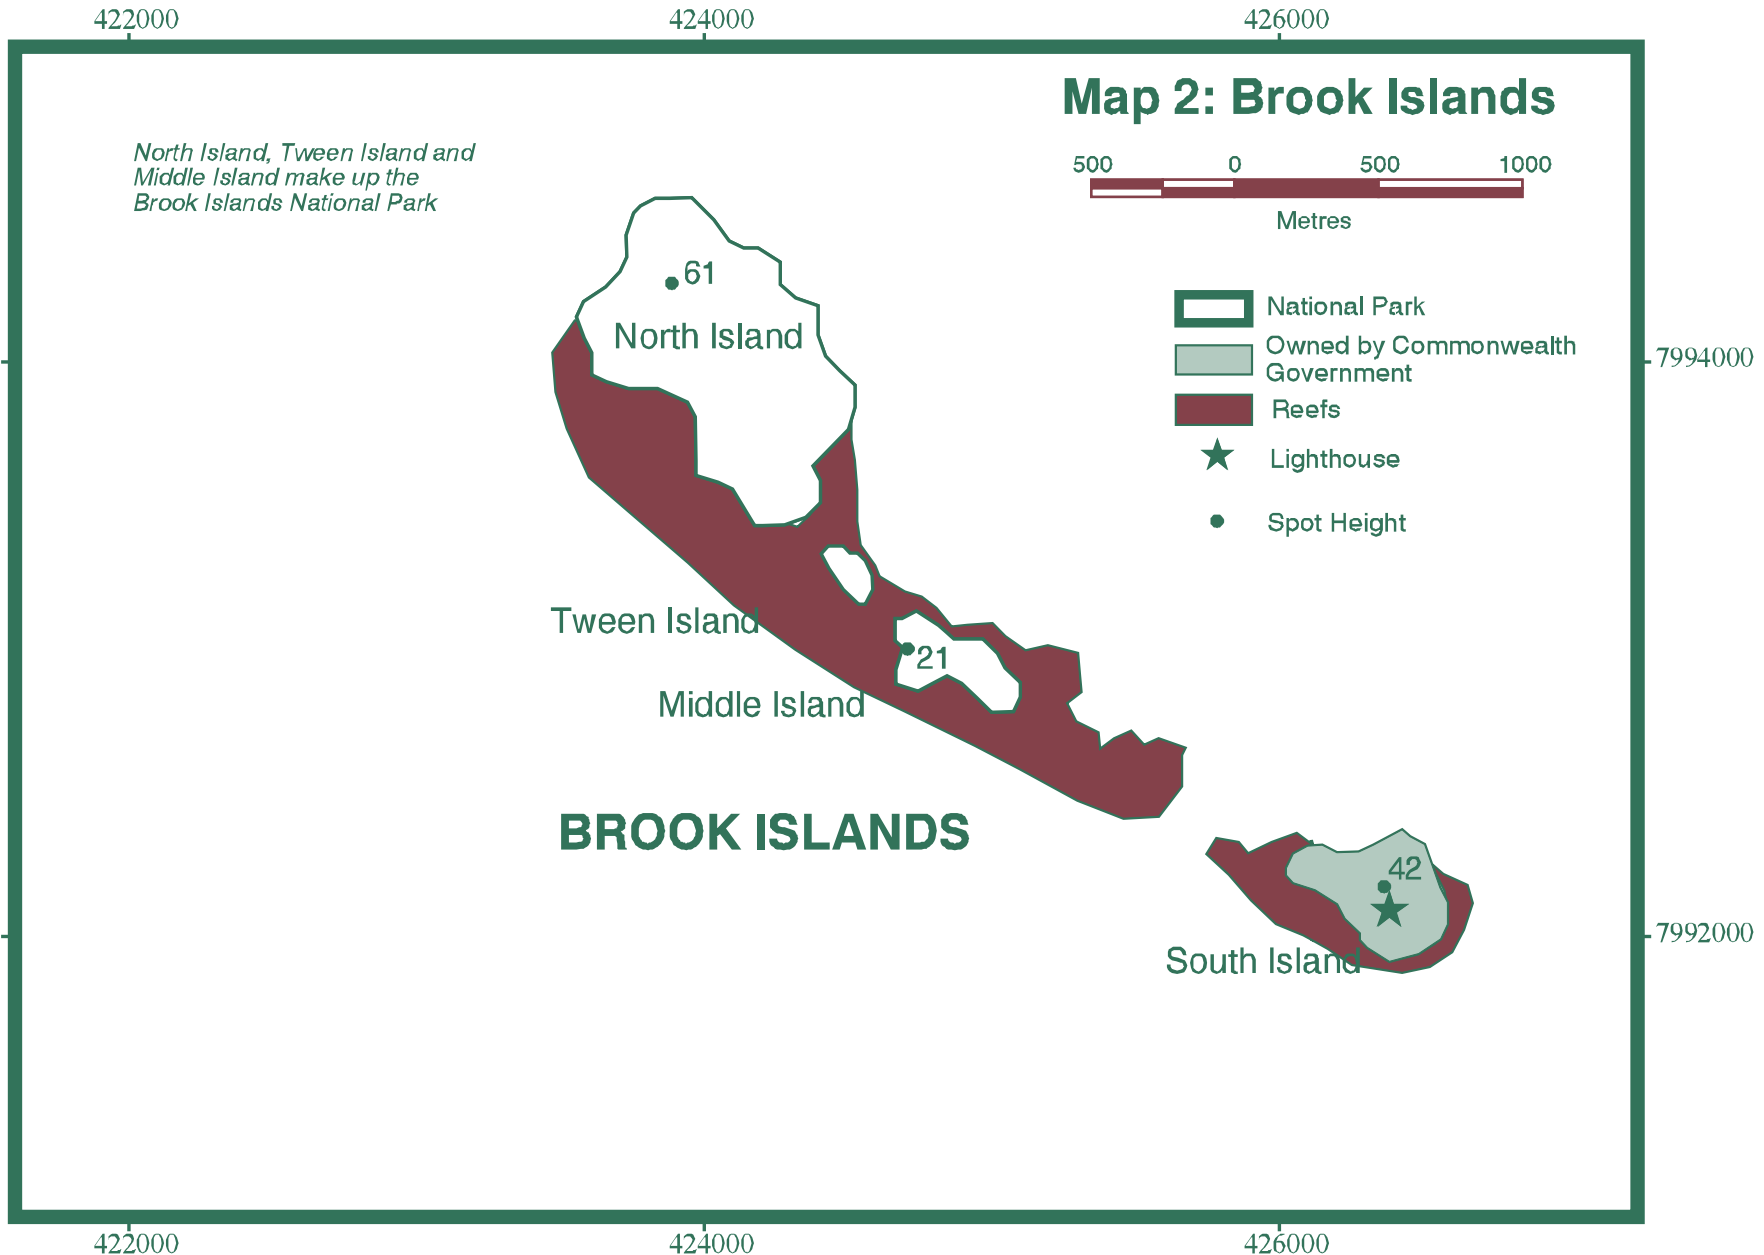 422000 424000 426000
Map 2: Brook Islands
North Island, Tween Island and
Middle Island make up the
Brook Islands National Park
500 0 500 1000
Metres
61
North Island
National Park
Owned by Commonwealth
Government
7994000
Reefs
Lighthouse
Spot Height
Tween Island
21
Middle Island
BROOK ISLANDS
42
7992000
South Island
422000 424000 426000